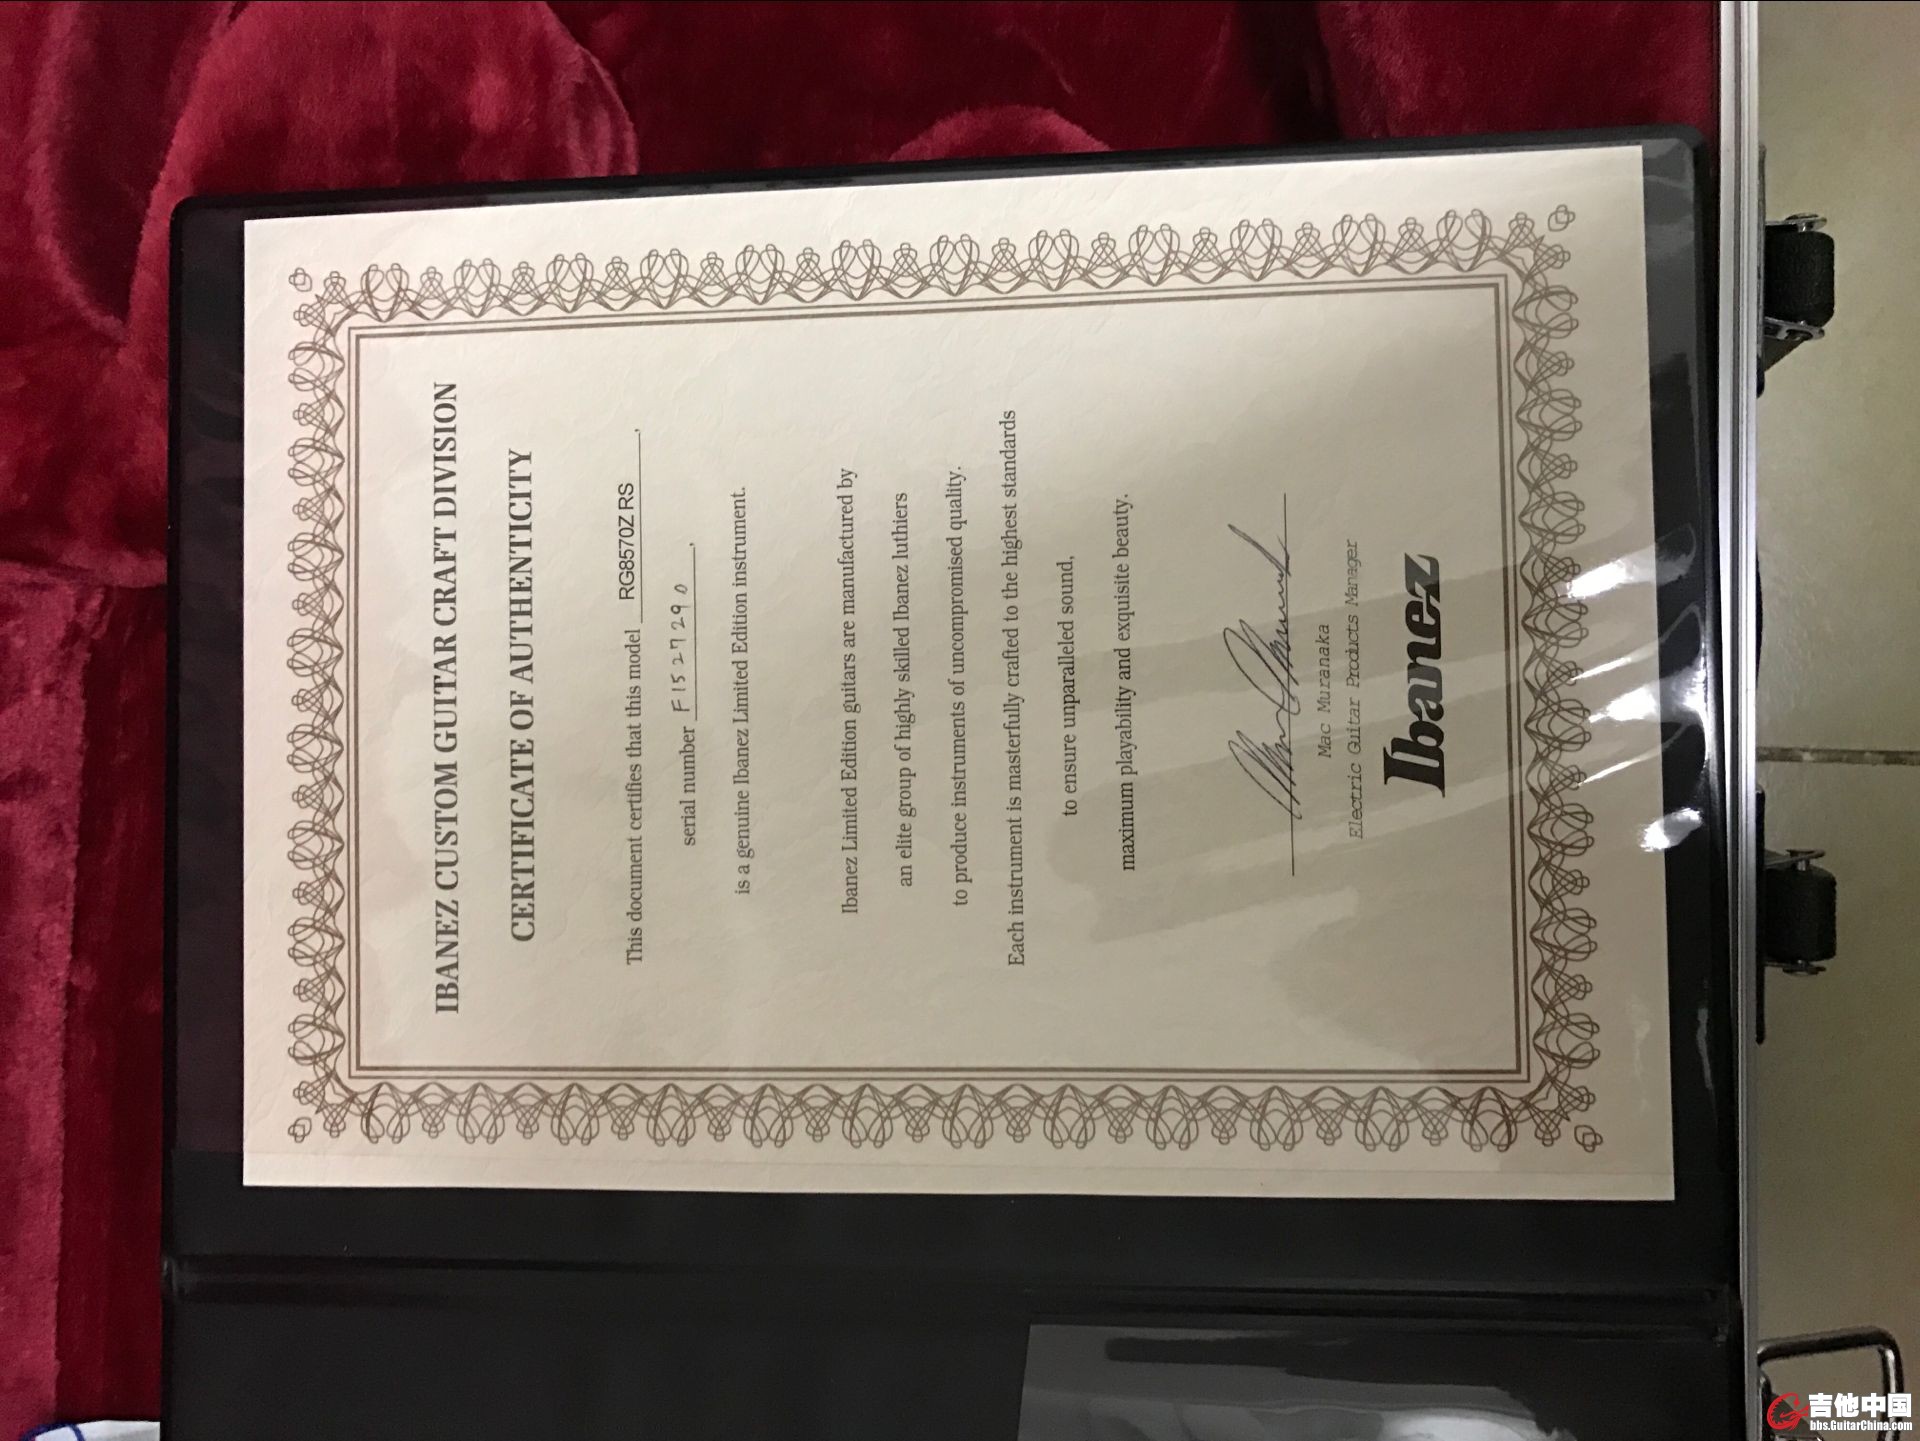 IBANEZ CUSTOM GUITAR CRAFT DIVISION
CERTIFICATE OF AUTHENTICITY
This document certifies that this model RG8570Z RS,
serial number F1527290,
is a genuine Ibanez Limited Edition instrument.
Ibanez Limited Edition guitars are manufactured by
an elite group of highly skilled Ibanez luthiers
to produce instruments of uncompromised quality.
Each instrument is masterfully crafted to the highest standards
to ensure unparalleled sound,
maximum playability and exquisite beauty.
Mac Muranaka
Electric Guitar Products Manager
Ibanez
吉他中国
bbs.GuitarChina.com